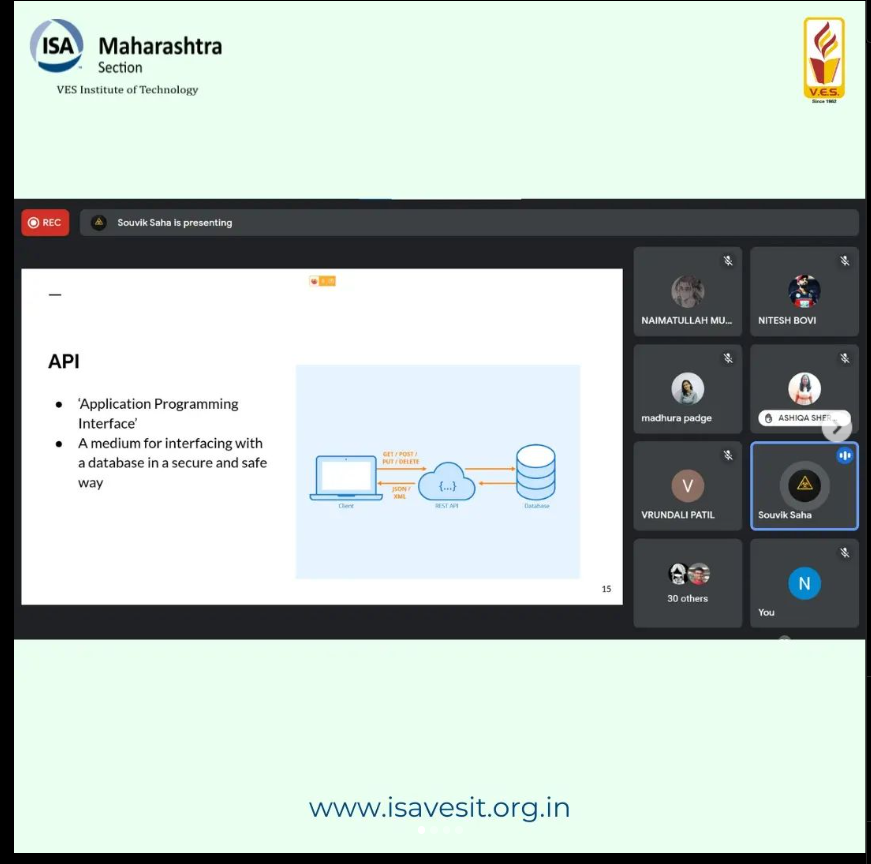 ISA
Maharashtra
Section
VES Institute of Technology
V.E.S.
Since 1962
REC
Souvik Saha is presenting
API
● ‘Application Programming
Interface’
● A medium for interfacing with
a database in a secure and safe
way
GET / POST /
PUT / DELETE
JSON /
XML
{...}
Client
REST API
Database
15
NAIMATULLAH MU...
NITESH BOVI
madhura padge
ASHIQA SHER
V
VRUNDALI PATIL
Souvik Saha
30 others
N
You
www.isavesit.org.in